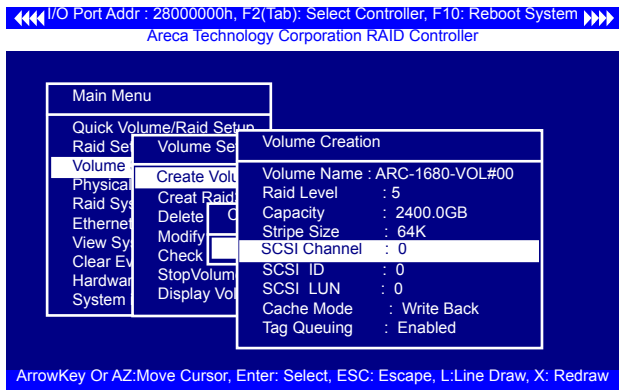 I/O Port Addr : 28000000h, F2(Tab): Select Controller, F10: Reboot System
Areca Technology Corporation RAID Controller
Main Menu
Quick Volume/Raid Setup
Raid Set
Volume
Physical
Raid Sys
Ethernet
View Sy
Clear Ev
Hardwar
System
Volume Se
Create Volu
Creat Raid
Delete
Modify
Check
StopVolum
Display Vol
C
Volume Creation
Volume Name : ARC-1680-VOL#00
Raid Level : 5
Capacity : 2400.0GB
Stripe Size : 64K
SCSI Channel : 0
SCSI ID : 0
SCSI LUN : 0
Cache Mode : Write Back
Tag Queuing : Enabled
ArrowKey Or AZ:Move Cursor, Enter: Select, ESC: Escape, L:Line Draw, X: Redraw